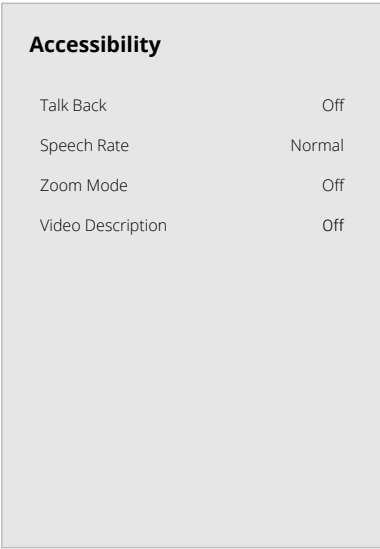 Accessibility
Talk Back Off
Speech Rate Normal
Zoom Mode Off
Video Description Off